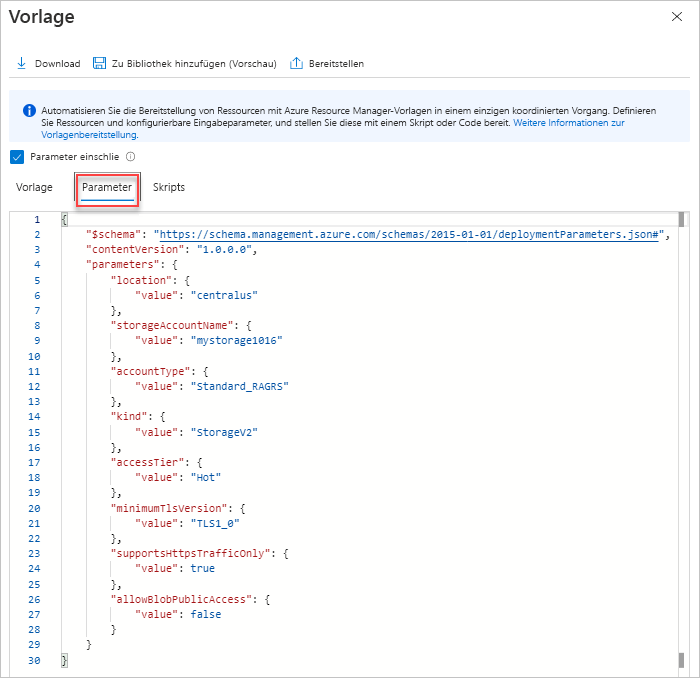 Vorlage
Download Zu Bibliothek hinzufügen (Vorschau) Bereitstellen
Automatisieren Sie die Bereitstellung von Ressourcen mit Azure Resource Manager-Vorlagen in einem einzigen koordinierten Vorgang. Definieren
Sie Ressourcen und konfigurierbare Eingabeparameter, und stellen Sie diese mit einem Skript oder Code bereit. Weitere Informationen zur
Vorlagenbereitstellung.
Parameter einschlie
Vorlage Parameter Skripts
1 {
2 "$schema": "https://schema.management.azure.com/schemas/2015-01-01/deploymentParameters.json#",
3 "contentVersion": "1.0.0.0",
4 "parameters": {
5 "location": {
6 "value": "centralus"
7 },
8 "storageAccountName": {
9 "value": "mystorage1016"
10 },
11 "accountType": {
12 "value": "Standard_RAGRS"
13 },
14 "kind": {
15 "value": "StorageV2"
16 },
17 "accessTier": {
18 "value": "Hot"
19 },
20 "minimumTlsVersion": {
21 "value": "TLS1_0"
22 },
23 "supportsHttpsTrafficOnly": {
24 "value": true
25 },
26 "allowBlobPublicAccess": {
27 "value": false
28 }
29 }
30 }